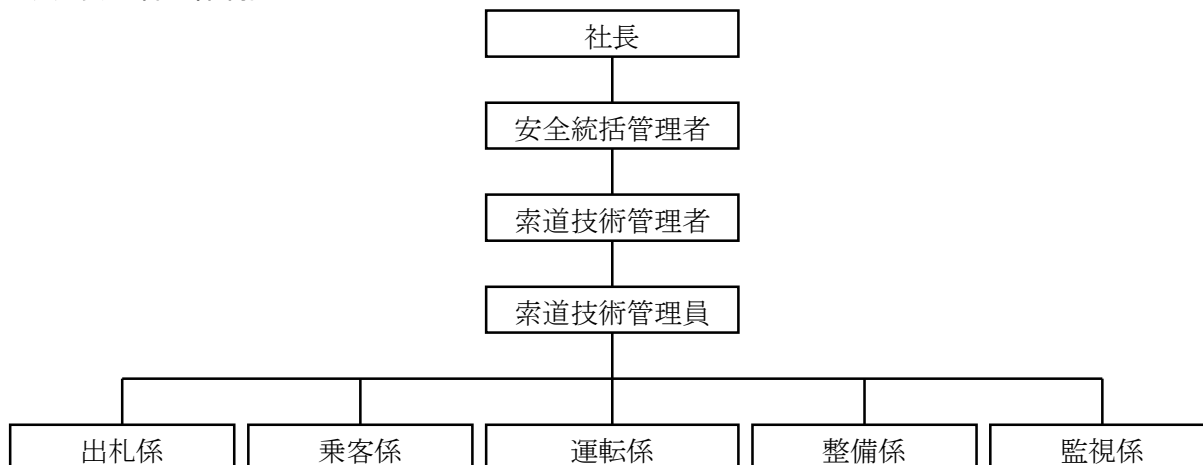 社長
安全統括管理者
索道技術管理者
索道技術管理員
出札係 乗客係 運転係 整備係 監視係